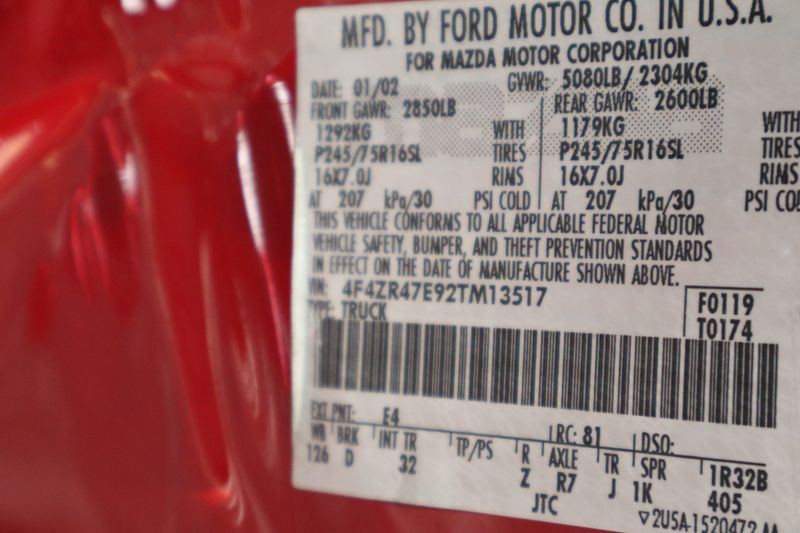 MFD. BY FORD MOTOR CO. IN U.S.A.
FOR MAZDA MOTOR CORPORATION
DATE: 01/02 GVWR: 5080LB/ 2304KG
FRONT GAWR: 2850LB REAR GAWR: 2600LB
1292KG WITH 1179KG WITH
P245/75R16SL TIRES P245/75R16SL TIRES
16X7.0J RIMS 16X7.0J RIMS
AT 207 kPa/30 PSI COLD AT 207 kPa/30 PSI COL
THIS VEHICLE CONFORMS TO ALL APPLICABLE FEDERAL MOTOR
VEHICLE SAFETY, BUMPER, AND THEFT PREVENTION STANDARDS
IN EFFECT ON THE DATE OF MANUFACTURE SHOWN ABOVE.
VIN: 4F4ZR47E92TM13517 F0119
TYPE: TRUCK T0174
EXT PNT: E4 RC: 81 DSO:
WB BRK INT TR TP/PS R AXLE TR SPR 1R32B
126 D 32 Z R7 J 1K 405
JTC ▽2U5A-1520472-AA